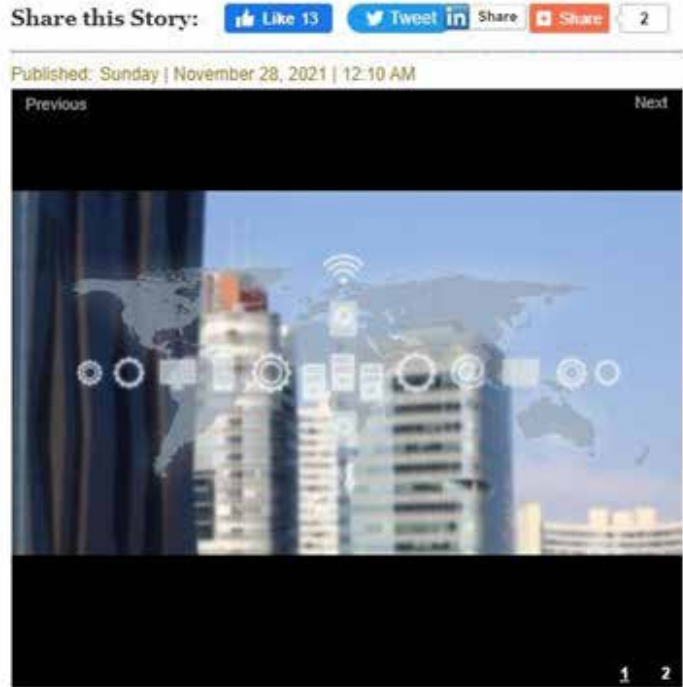 Share this Story: Like 13 Tweet in Share Share 2
Published: Sunday | November 28, 2021 | 12:10 AM
Previous Next
@
1 2